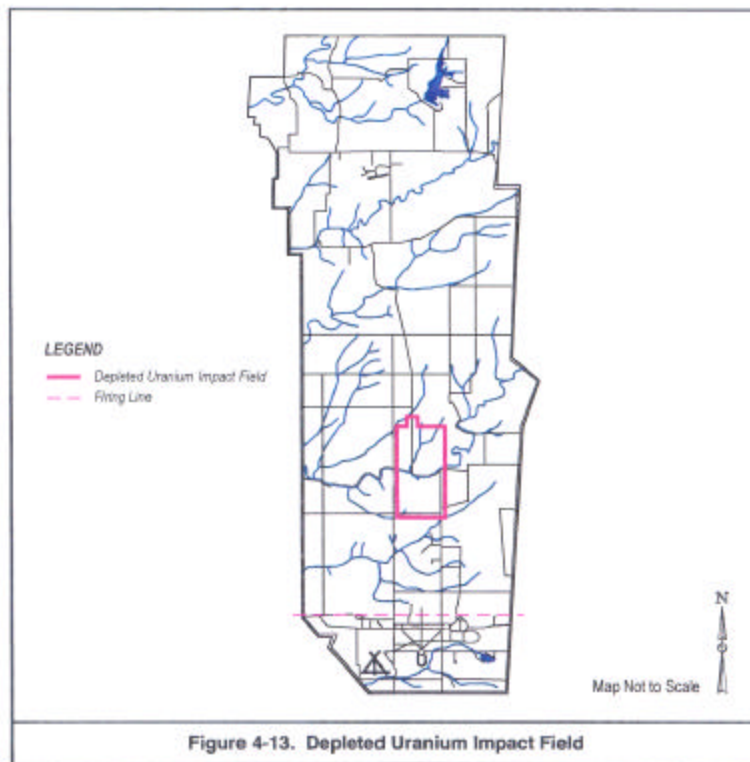 LEGEND
Depleted Uranium Impact Field
Firing Line
N
Map Not to Scale
Figure 4-13. Depleted Uranium Impact Field